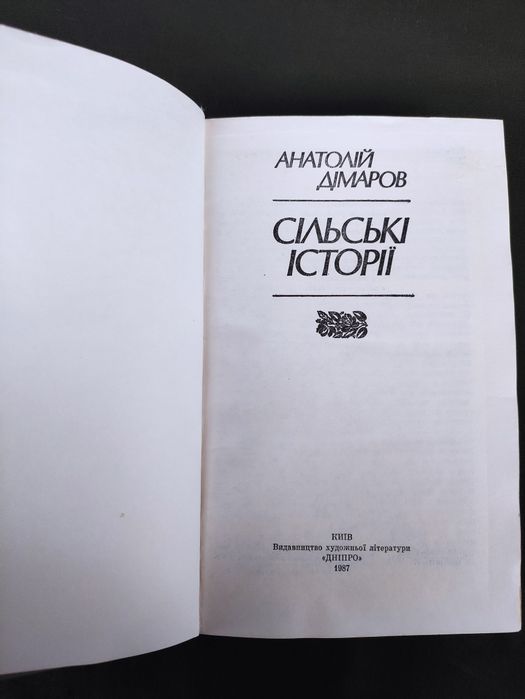 АНАТОЛІЙ
ДІМАРОВ
СІЛЬСЬКІ
ІСТОРІЇ
КИЇВ
Видавництво художньої літератури
«ДНІПРО»
1987